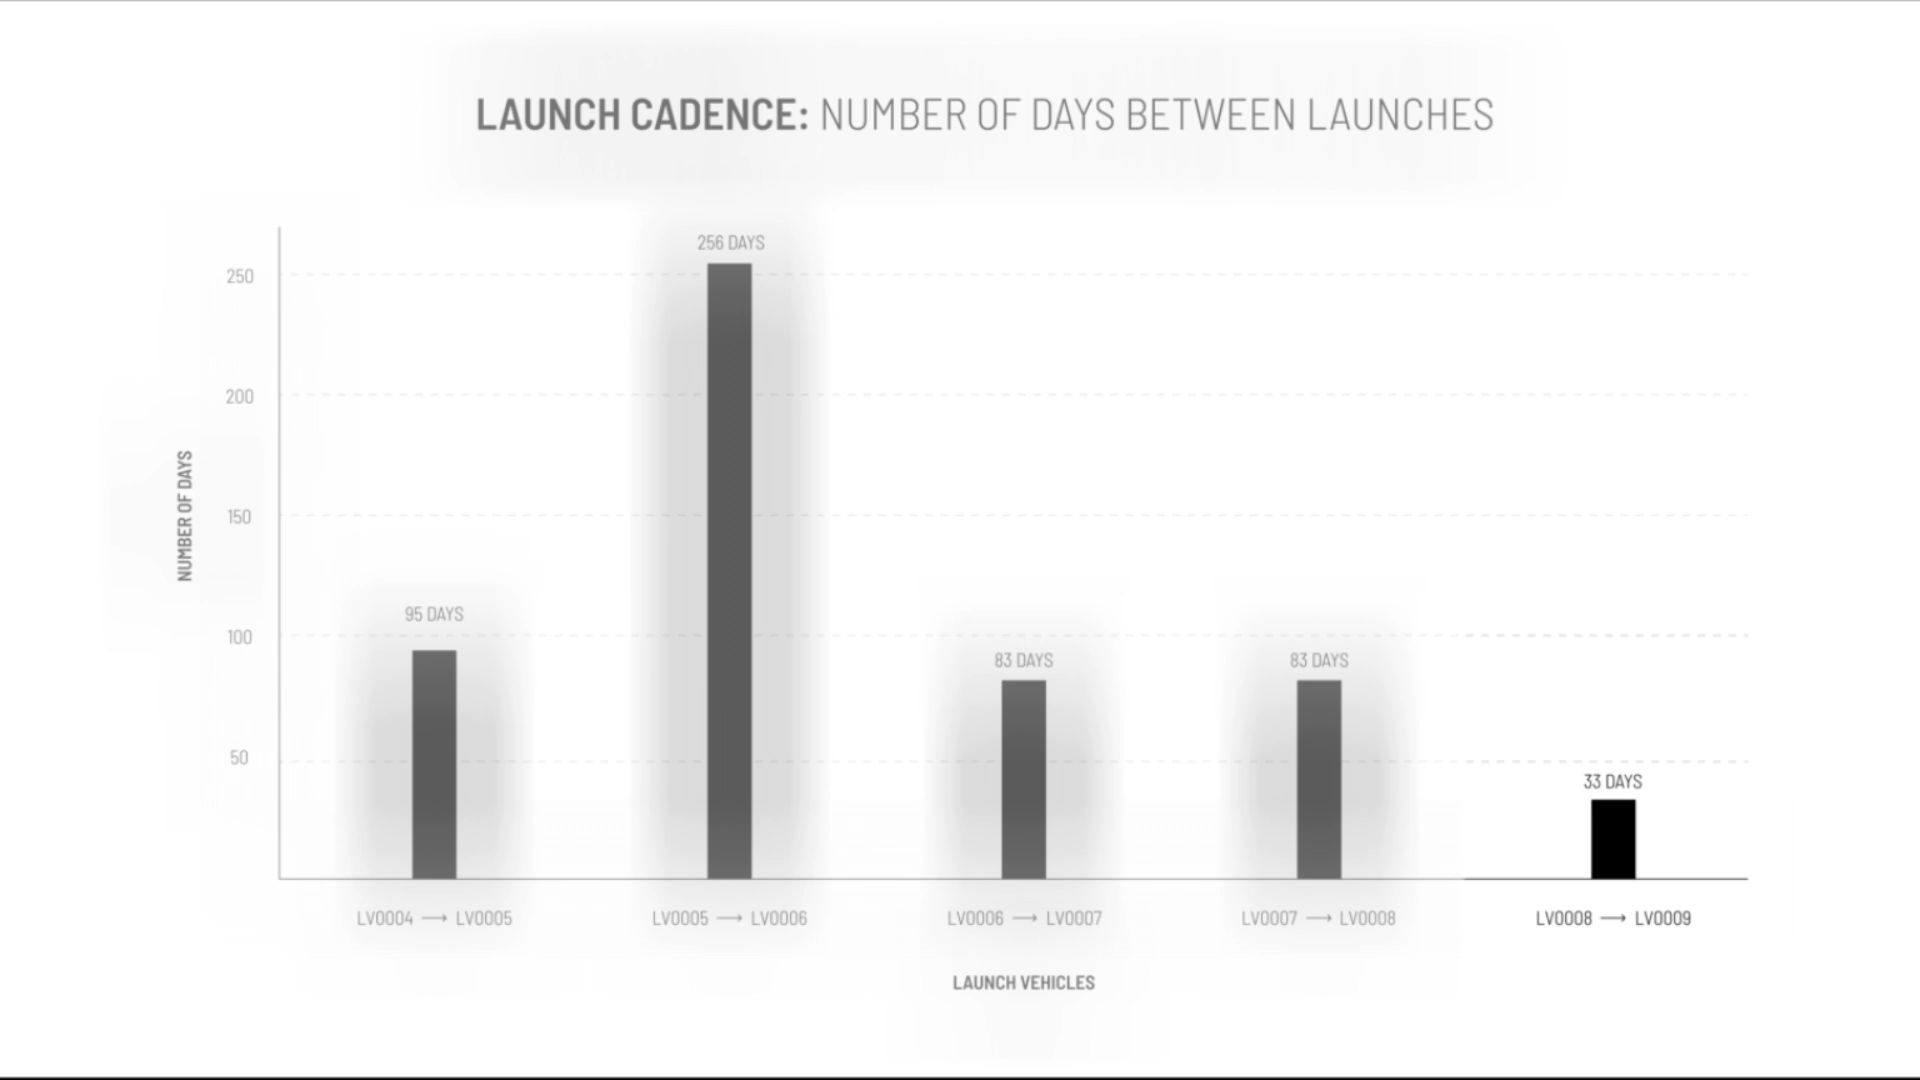 LAUNCH CADENCE: NUMBER OF DAYS BETWEEN LAUNCHES
256 DAYS
250
200
150
NUMBER OF DAYS
95 DAYS
100
83 DAYS
83 DAYS
50
33 DAYS
LV0004 ⟶ LV0005
LV0005 ⟶ LV0006
LV0006 ⟶ LV0007
LV0007 ⟶ LV0008
LV0008 ⟶ LV0009
LAUNCH VEHICLES